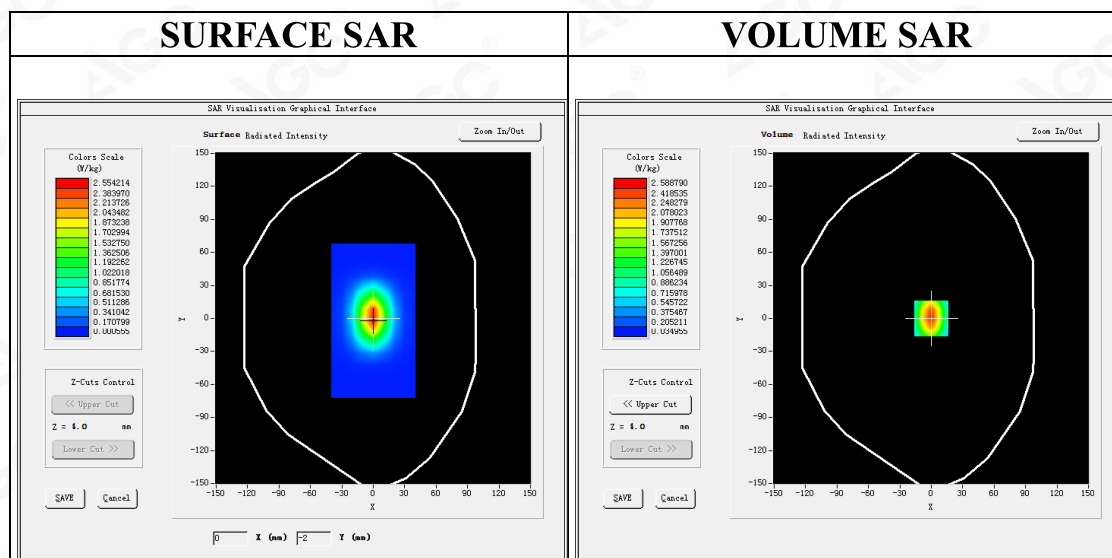 SURFACE SAR
VOLUME SAR
SAR Visualisation Graphical Interface
Surface Radiated Intensity
Zoom In/Out
Colors Scale
(W/kg)
2.554214
2.383970
2.213726
2.043482
1.873238
1.702994
1.532750
1.362506
1.192262
1.022018
0.851774
0.681530
0.511286
0.341042
0.170799
0.000555
150
120
90
60
30
0
-30
-60
-90
-120
-150
Y
-150 -120 -90 -60 -30 0 30 60 90 120 150
X
Z-Cuts Control
<< Upper Cut
Z = 4.0 mm
Lower Cut >>
SAVE Cancel
0 X (mm) -2 Y (mm)
SAR Visualisation Graphical Interface
Volume Radiated Intensity
Zoom In/Out
Colors Scale
(W/kg)
2.588790
2.418535
2.248279
2.078023
1.907768
1.737512
1.567256
1.397001
1.226745
1.056489
0.886234
0.715978
0.545722
0.375467
0.205211
0.034955
150
120
90
60
30
0
-30
-60
-90
-120
-150
Y
-150 -120 -90 -60 -30 0 30 60 90 120 150
X
Z-Cuts Control
<< Upper Cut
Z = 4.0 mm
Lower Cut >>
SAVE Cancel